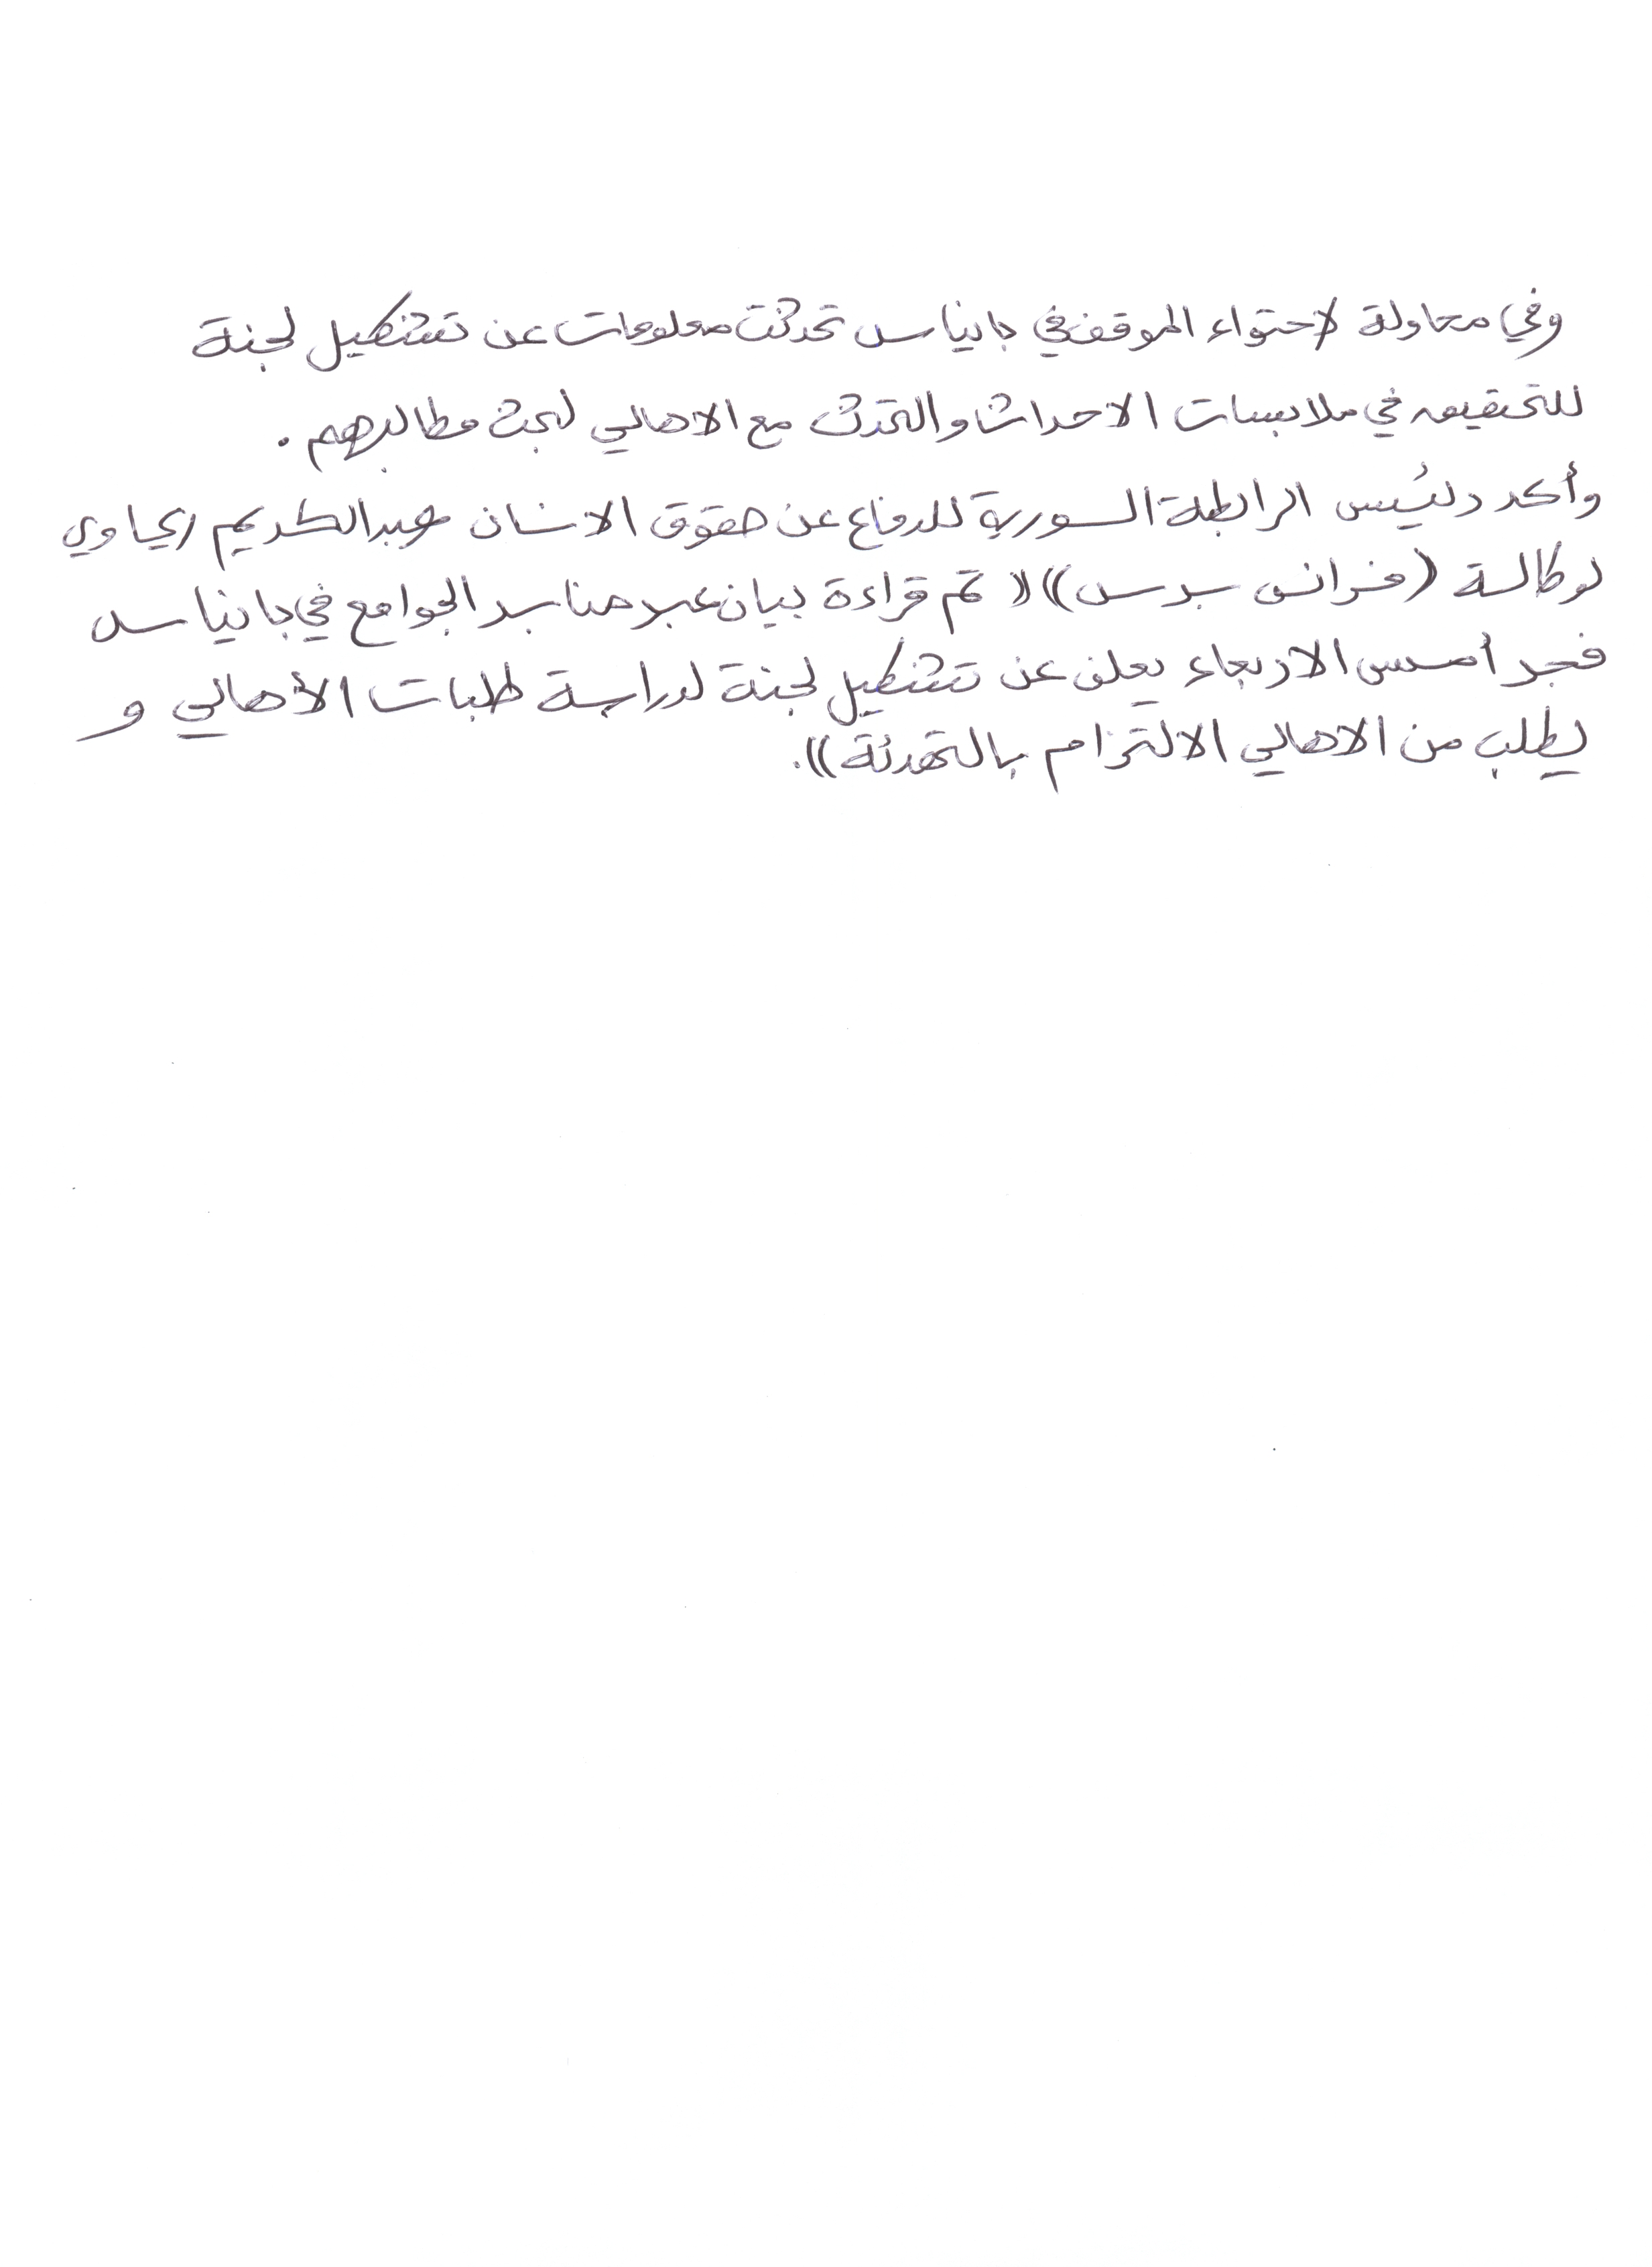 وفي محاولة لاحتواء الموقف في بانياس تحدثت معلومات عن تشكيل لجنة
للتحقيق في ملابسات الاحداث والتحدث مع الاهالي لبحث مطالبهم .
وأكد رئيس الرابطة السورية للدفاع عن حقوق الانسان عبدالكريم ريحاوي
لوكالسة (فرانس برس)) (( تم قراءة بيان عبر منابر الجوامع في بانياس
فجر أمس الاربعاء يعلن عن تشكيل لجنة لدراسة طلبات الأهالي و
يطلب من الاهالي الالتزام بالتهدئة)).